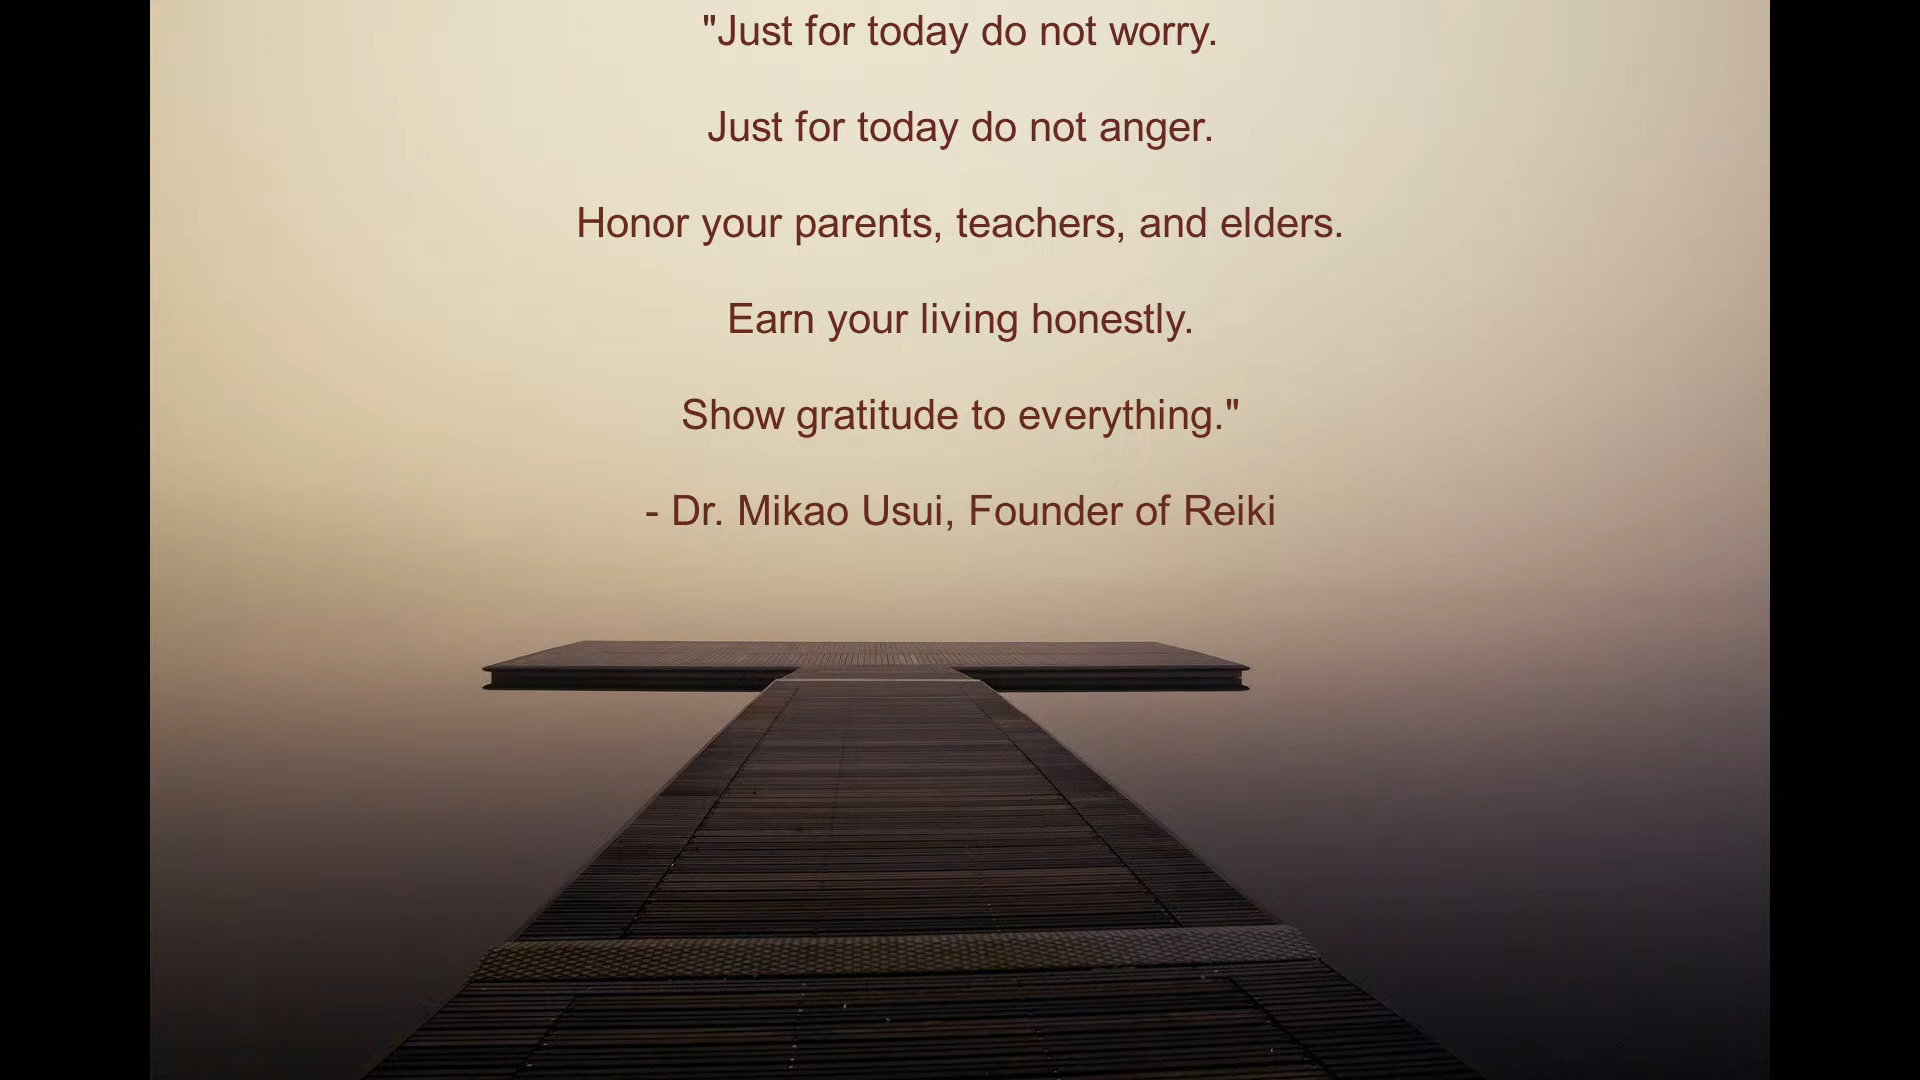 "Just for today do not worry.
Just for today do not anger.
Honor your parents, teachers, and elders.
Earn your living honestly.
Show gratitude to everything."
- Dr. Mikao Usui, Founder of Reiki